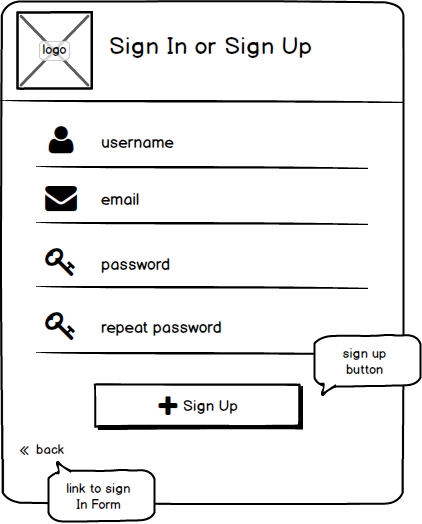 logo
Sign In or Sign Up
username
email
password
repeat password
sign up
button
Sign Up
« back
link to sign
In Form